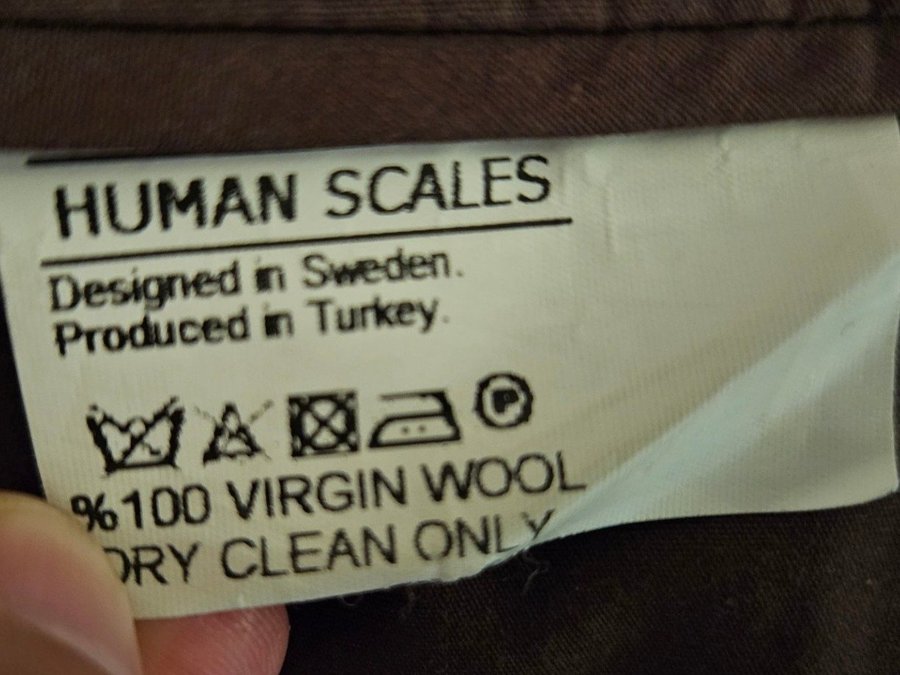 HUMAN SCALES
Designed in Sweden.
Produced in Turkey.
P
%100 VIRGIN WOOL
DRY CLEAN ONLY